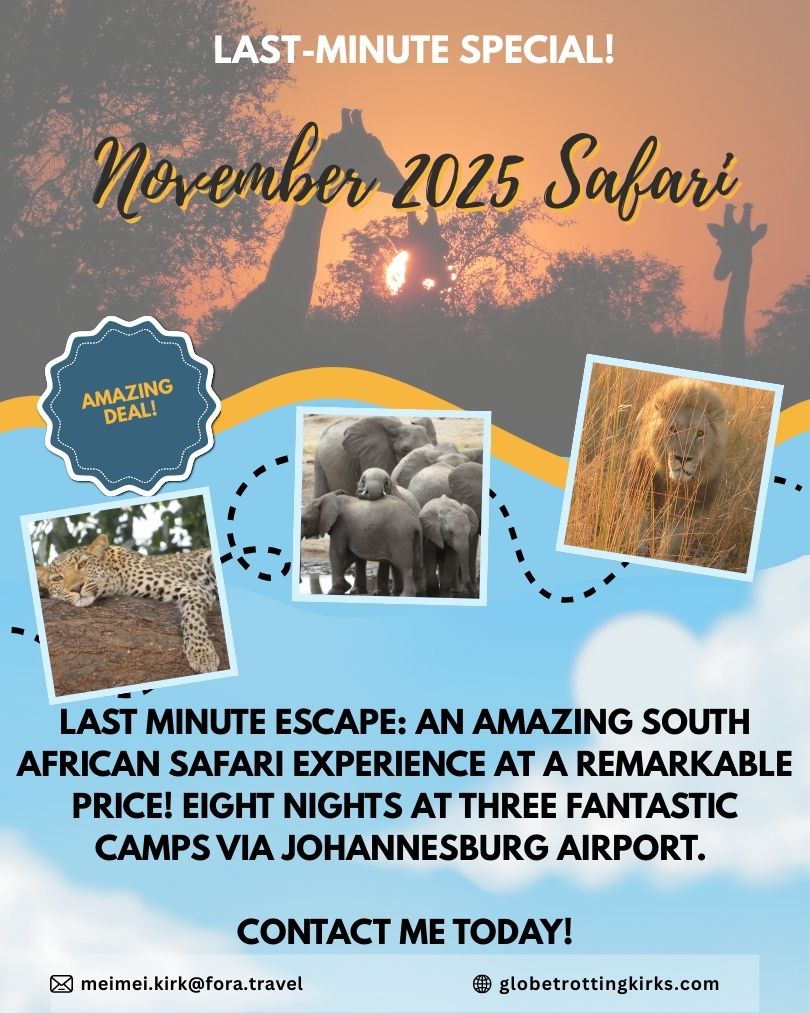 LAST-MINUTE SPECIAL!
November 2025 Safari
AMAZING
DEAL!
LAST MINUTE ESCAPE: AN AMAZING SOUTH
AFRICAN SAFARI EXPERIENCE AT A REMARKABLE
PRICE! EIGHT NIGHTS AT THREE FANTASTIC
CAMPS VIA JOHANNESBURG AIRPORT.
CONTACT ME TODAY!
meimei.kirk@fora.travel
globetrottingkirks.com